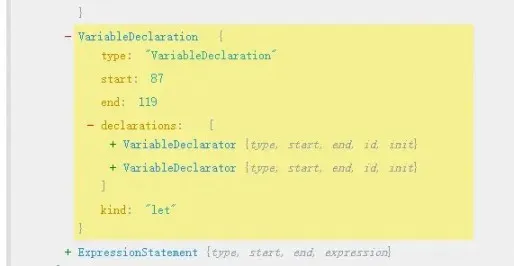 }
- VariableDeclaration {
type: "VariableDeclaration"
start: 87
end: 119
- declarations: [
+ VariableDeclarator {type, start, end, id, init}
+ VariableDeclarator {type, start, end, id, init}
]
kind: "let"
}
+ ExpressionStatement {type, start, end, expression}